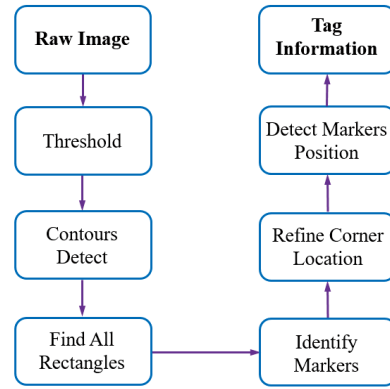 Raw Image
Threshold
Contours
Detect
Find All
Rectangles
Identify
Markers
Refine Corner
Location
Detect Markers
Position
Tag
Information